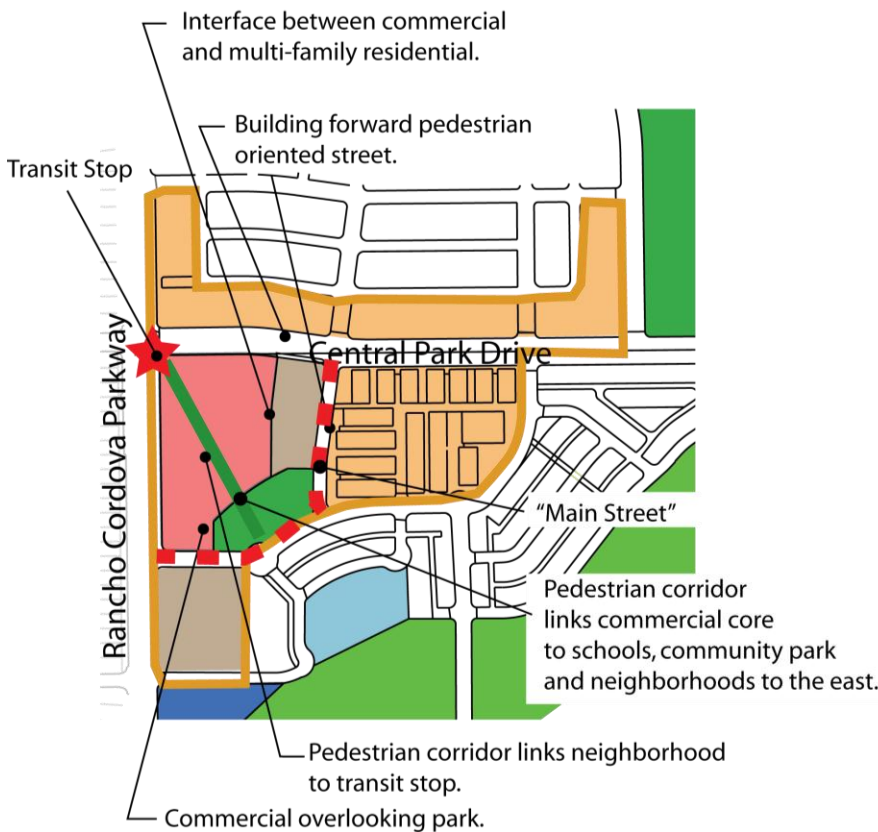 Interface between commercial
and multi-family residential.
Building forward pedestrian
oriented street.
Transit Stop
Central Park Drive
Rancho Cordova Parkway
“Main Street”
Pedestrian corridor
links commercial core
to schools, community park
and neighborhoods to the east.
Pedestrian corridor links neighborhood
to transit stop.
Commercial overlooking park.